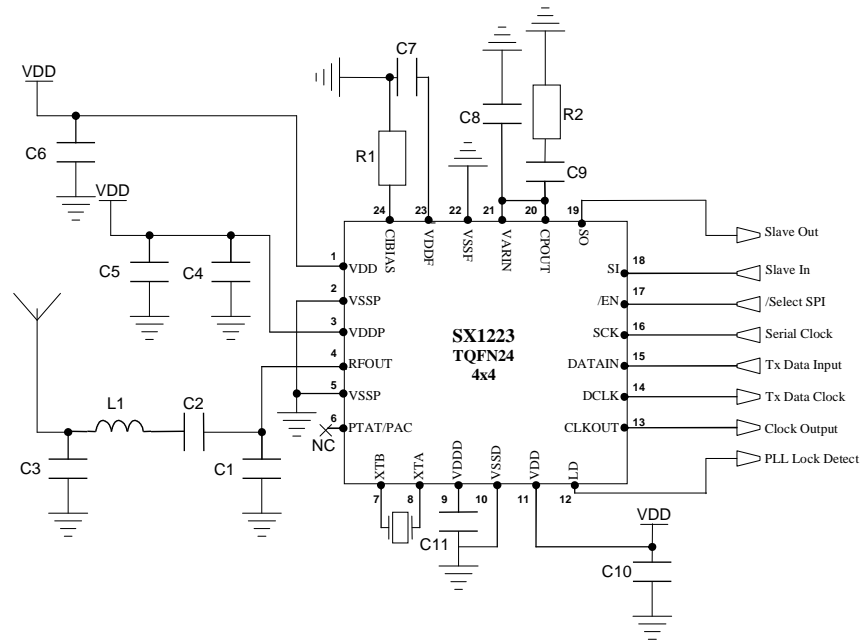 C7
VDD
C8
R2
C6
R1
C9
VDD
24
23
22
21
20
19
CIBIAS
VDDF
VSSF
VARIN
CPOUT
SO
Slave Out
C5
C4
1
VDD
SI
18
Slave In
2
VSSP
/EN
17
/Select SPI
3
VDDP
SX1223
TQFN24
4x4
SCK
16
Serial Clock
4
RFOUT
DATAIN
15
Tx Data Input
5
VSSP
DCLK
14
Tx Data Clock
L1
C2
6
PTAT/PAC
NC
CLKOUT
13
Clock Output
C3
C1
XTB
XTA
VDDD
VSSD
VDD
LD
PLL Lock Detect
7
8
9
10
11
12
C11
VDD
C10